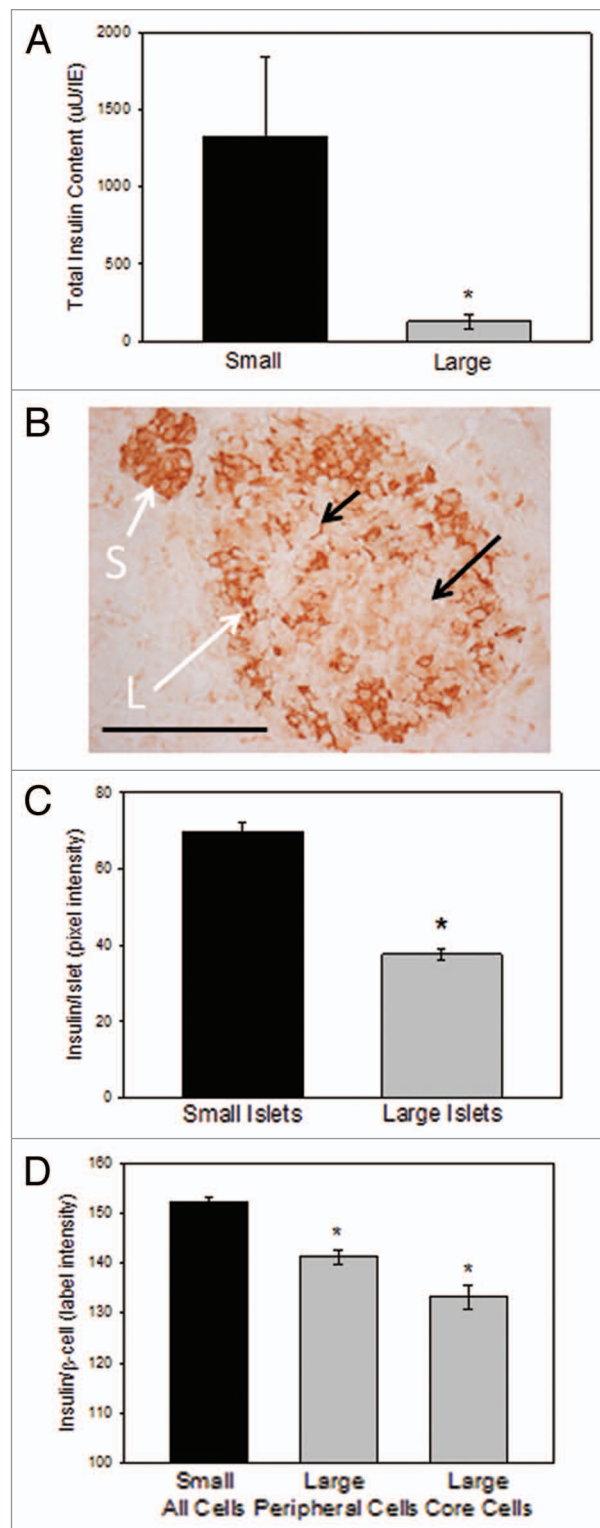 A
Total Insulin Content (uU/IE)
2000
1500
1000
500
0
*
Small Large
B
S
L
C
Insulin/Islet (pixel intensity)
80
60
40
20
0
*
Small Islets Large Islets
D
Insulin/β-cell (label intensity)
160
150
140
130
120
110
100
*
*
Small Large Large
All Cells Peripheral Cells Core Cells